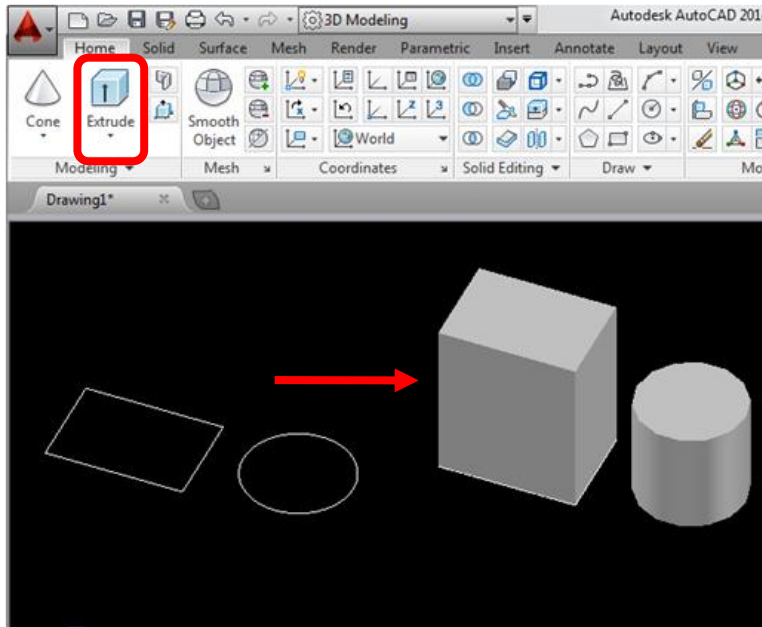 3D Modeling
Autodesk AutoCAD 201
Home Solid Surface Mesh Render Parametric Insert Annotate Layout View
Cone
Extrude
Smooth
Object
World
Modeling Mesh Coordinates Solid Editing Draw Mo
Drawing1*